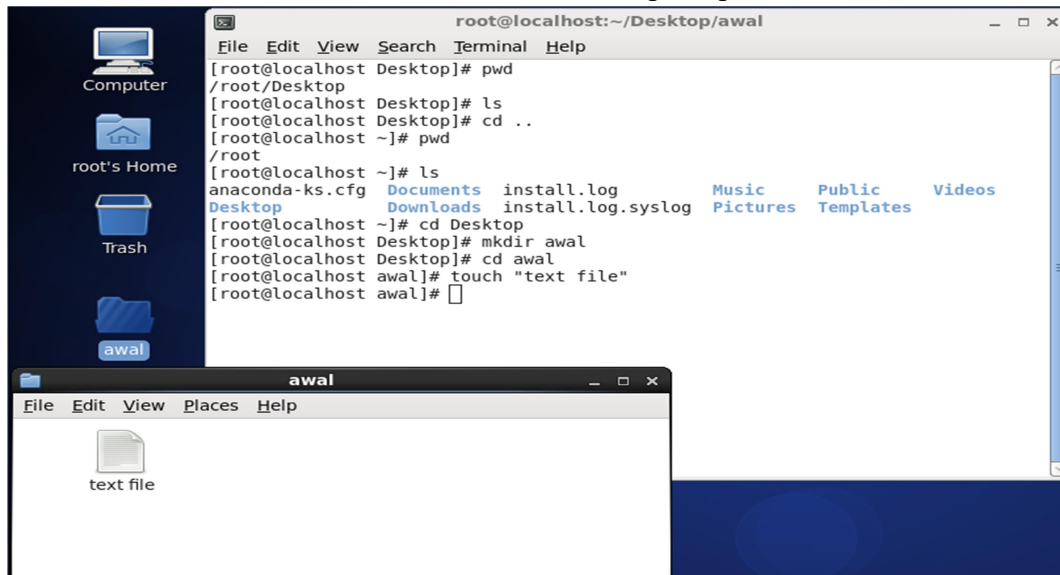 root@localhost:~/Desktop/awal
File Edit View Search Terminal Help
[root@localhost Desktop]# pwd
/root/Desktop
[root@localhost Desktop]# ls
[root@localhost Desktop]# cd ..
[root@localhost ~]# pwd
/root
[root@localhost ~]# ls
anaconda-ks.cfg Documents install.log Music Public Videos
Desktop Downloads install.log.syslog Pictures Templates
[root@localhost ~]# cd Desktop
[root@localhost Desktop]# mkdir awal
[root@localhost Desktop]# cd awal
[root@localhost awal]# touch "text file"
[root@localhost awal]#
Computer
root's Home
Trash
awal
awal
File Edit View Places Help
text file